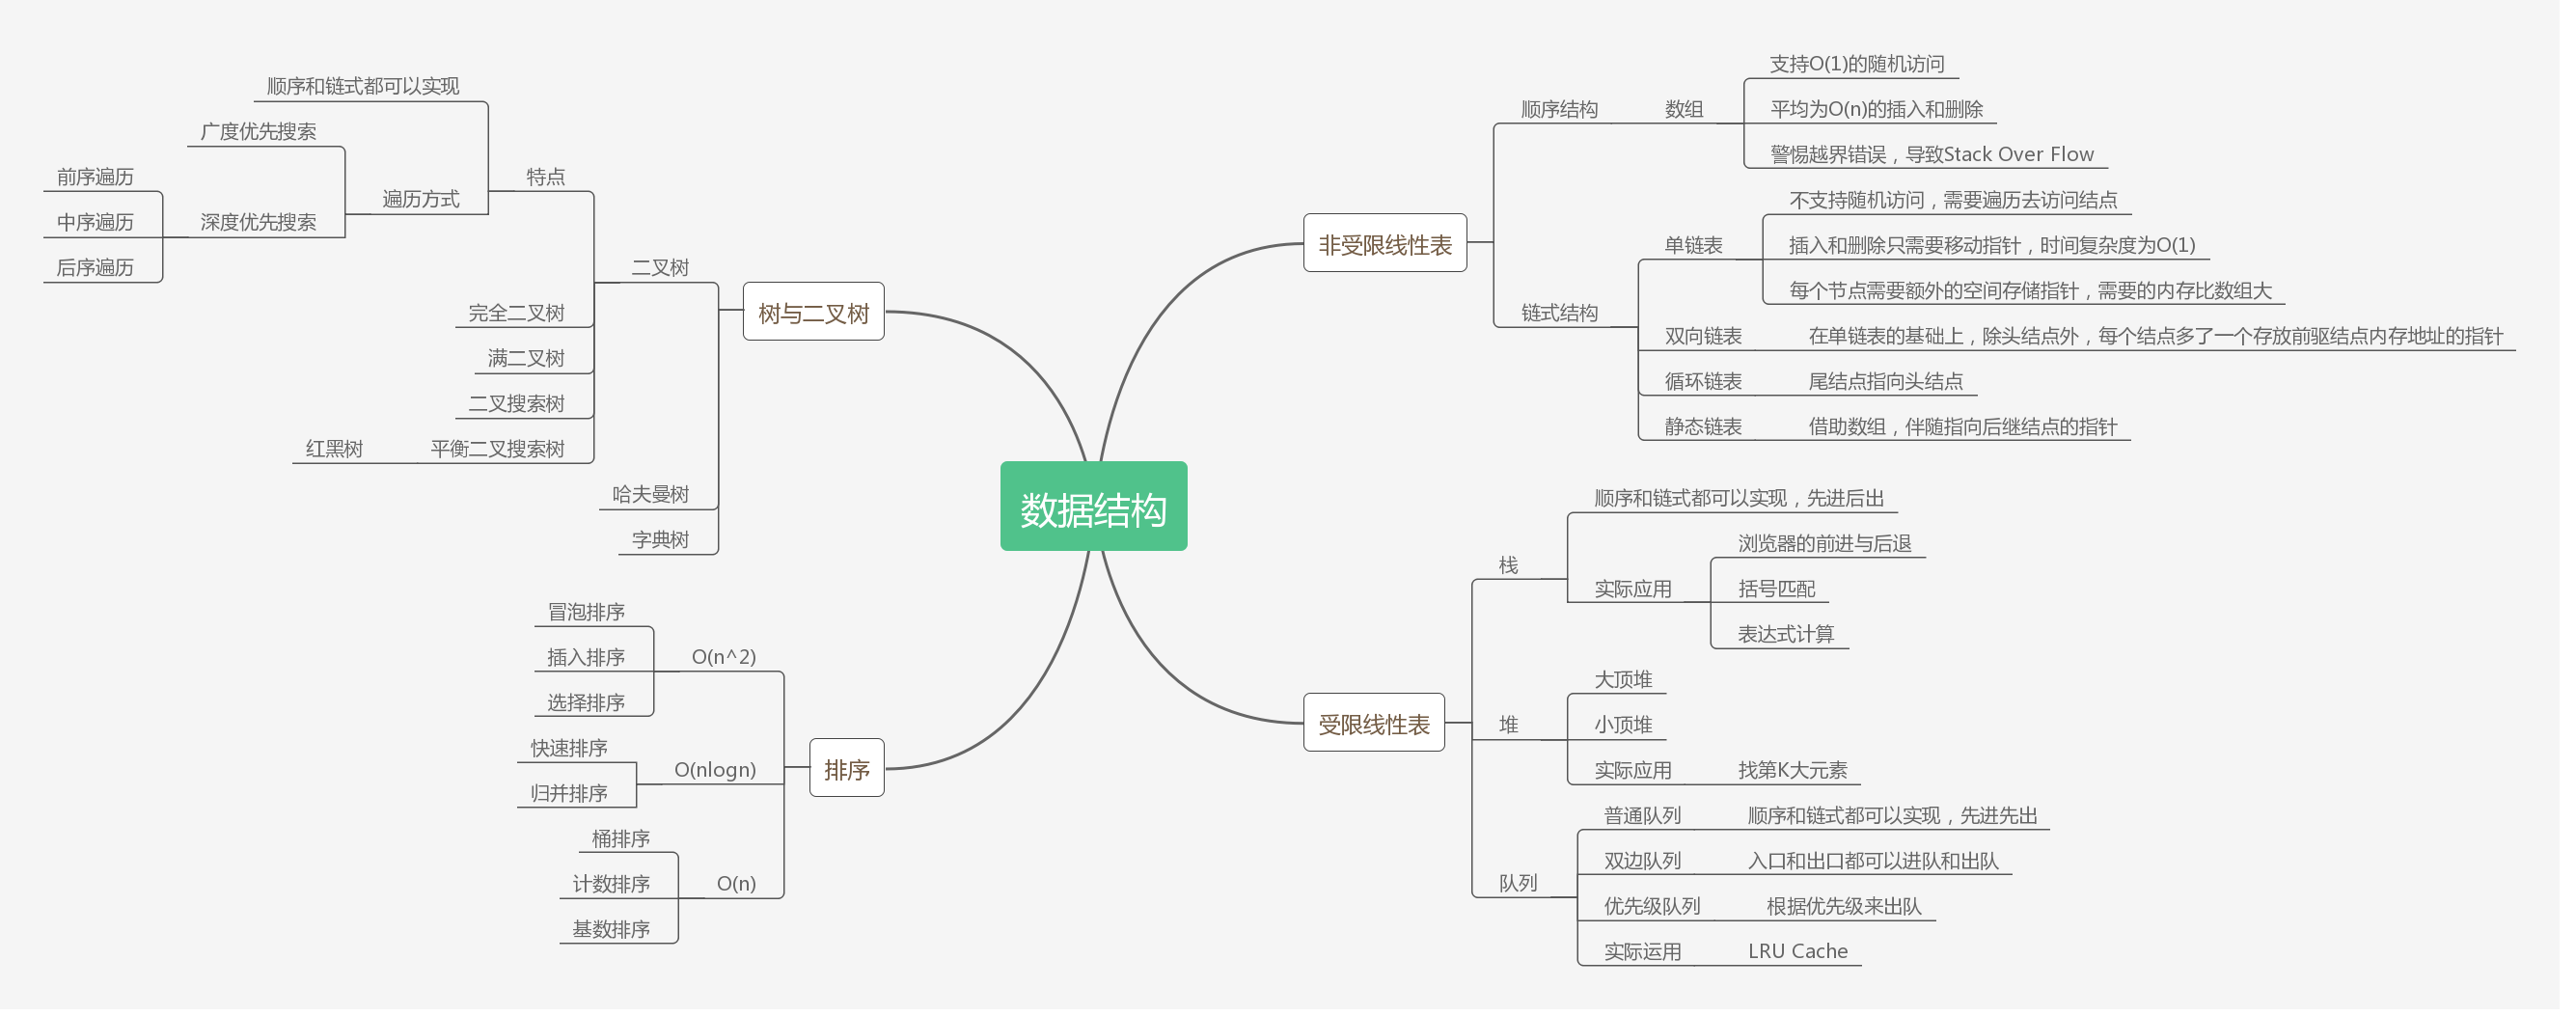 数据结构
非受限线性表
顺序结构
数组
支持O(1)的随机访问
平均为O(n)的插入和删除
警惕越界错误，导致Stack Over Flow
链式结构
单链表
不支持随机访问，需要遍历去访问结点
插入和删除只需要移动指针，时间复杂度为O(1)
每个节点需要额外的空间存储指针，需要的内存比数组大
双向链表
在单链表的基础上，除头结点外，每个结点多了一个存放前驱结点内存地址的指针
循环链表
尾结点指向头结点
静态链表
借助数组，伴随指向后继结点的指针
受限线性表
栈
顺序和链式都可以实现，先进后出
实际应用
浏览器的前进与后退
括号匹配
表达式计算
堆
大顶堆
小顶堆
实际应用
找第K大元素
队列
普通队列
顺序和链式都可以实现，先进先出
双边队列
入口和出口都可以进队和出队
优先级队列
根据优先级来出队
实际运用
LRU Cache
树与二叉树
二叉树
特点
顺序和链式都可以实现
遍历方式
广度优先搜索
深度优先搜索
前序遍历
中序遍历
后序遍历
完全二叉树
满二叉树
二叉搜索树
平衡二叉搜索树
红黑树
哈夫曼树
字典树
排序
O(n^2)
冒泡排序
插入排序
选择排序
O(nlogn)
快速排序
归并排序
O(n)
桶排序
计数排序
基数排序